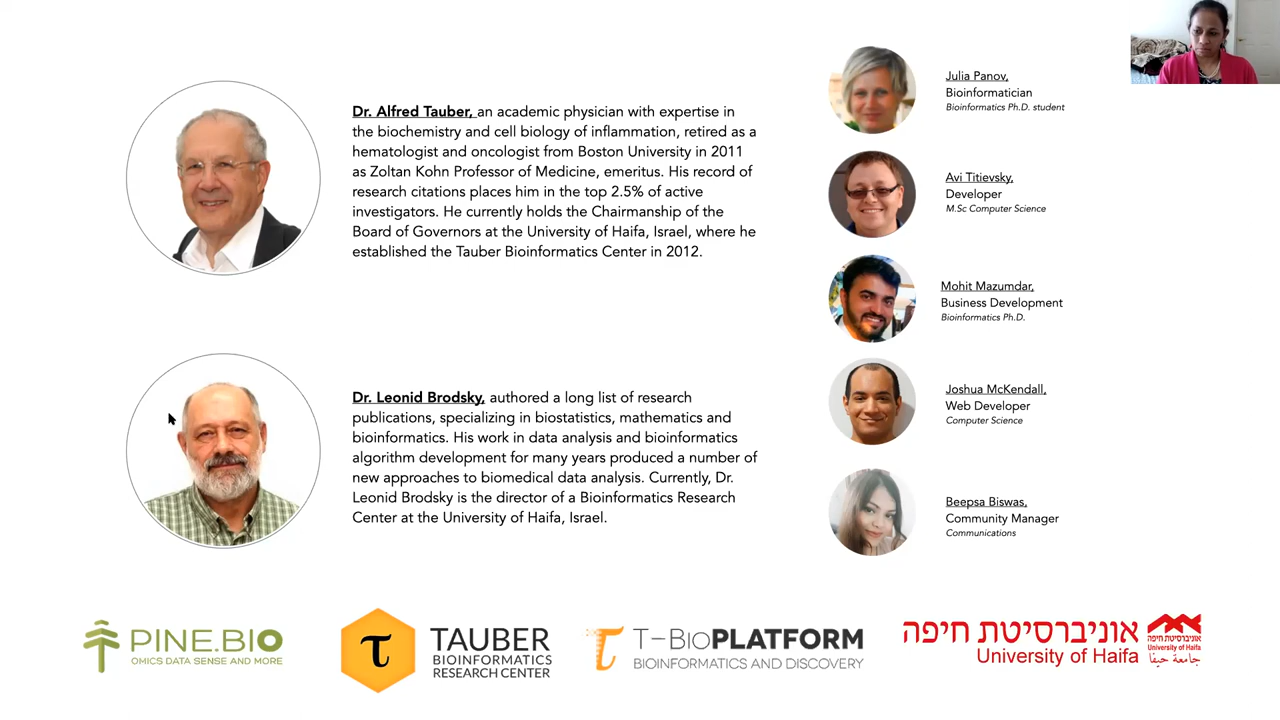 Dr. Alfred Tauber, an academic physician with expertise in
the biochemistry and cell biology of inflammation, retired as a
hematologist and oncologist from Boston University in 2011
as Zoltan Kohn Professor of Medicine, emeritus. His record of
research citations places him in the top 2.5% of active
investigators. He currently holds the Chairmanship of the
Board of Governors at the University of Haifa, Israel, where he
established the Tauber Bioinformatics Center in 2012.
Dr. Leonid Brodsky, authored a long list of research
publications, specializing in biostatistics, mathematics and
bioinformatics. His work in data analysis and bioinformatics
algorithm development for many years produced a number of
new approaches to biomedical data analysis. Currently, Dr.
Leonid Brodsky is the director of a Bioinformatics Research
Center at the University of Haifa, Israel.
Julia Panov,
Bioinformatician
Bioinformatics Ph.D. student
Avi Titievsky,
Developer
M.Sc Computer Science
Mohit Mazumdar,
Business Development
Bioinformatics Ph.D.
Joshua McKendall,
Web Developer
Computer Science
Beepsa Biswas,
Community Manager
Communications
PINE.BIO
OMICS DATA SENSE AND MORE
τ
TAUBER
BIOINFORMATICS
RESEARCH CENTER
T-BioPLATFORM
BIOINFORMATICS AND DISCOVERY
אוניברסיטת חיפה
University of Haifa
אוניברסיטת חיפה
University of Haifa
جامعة حيفا